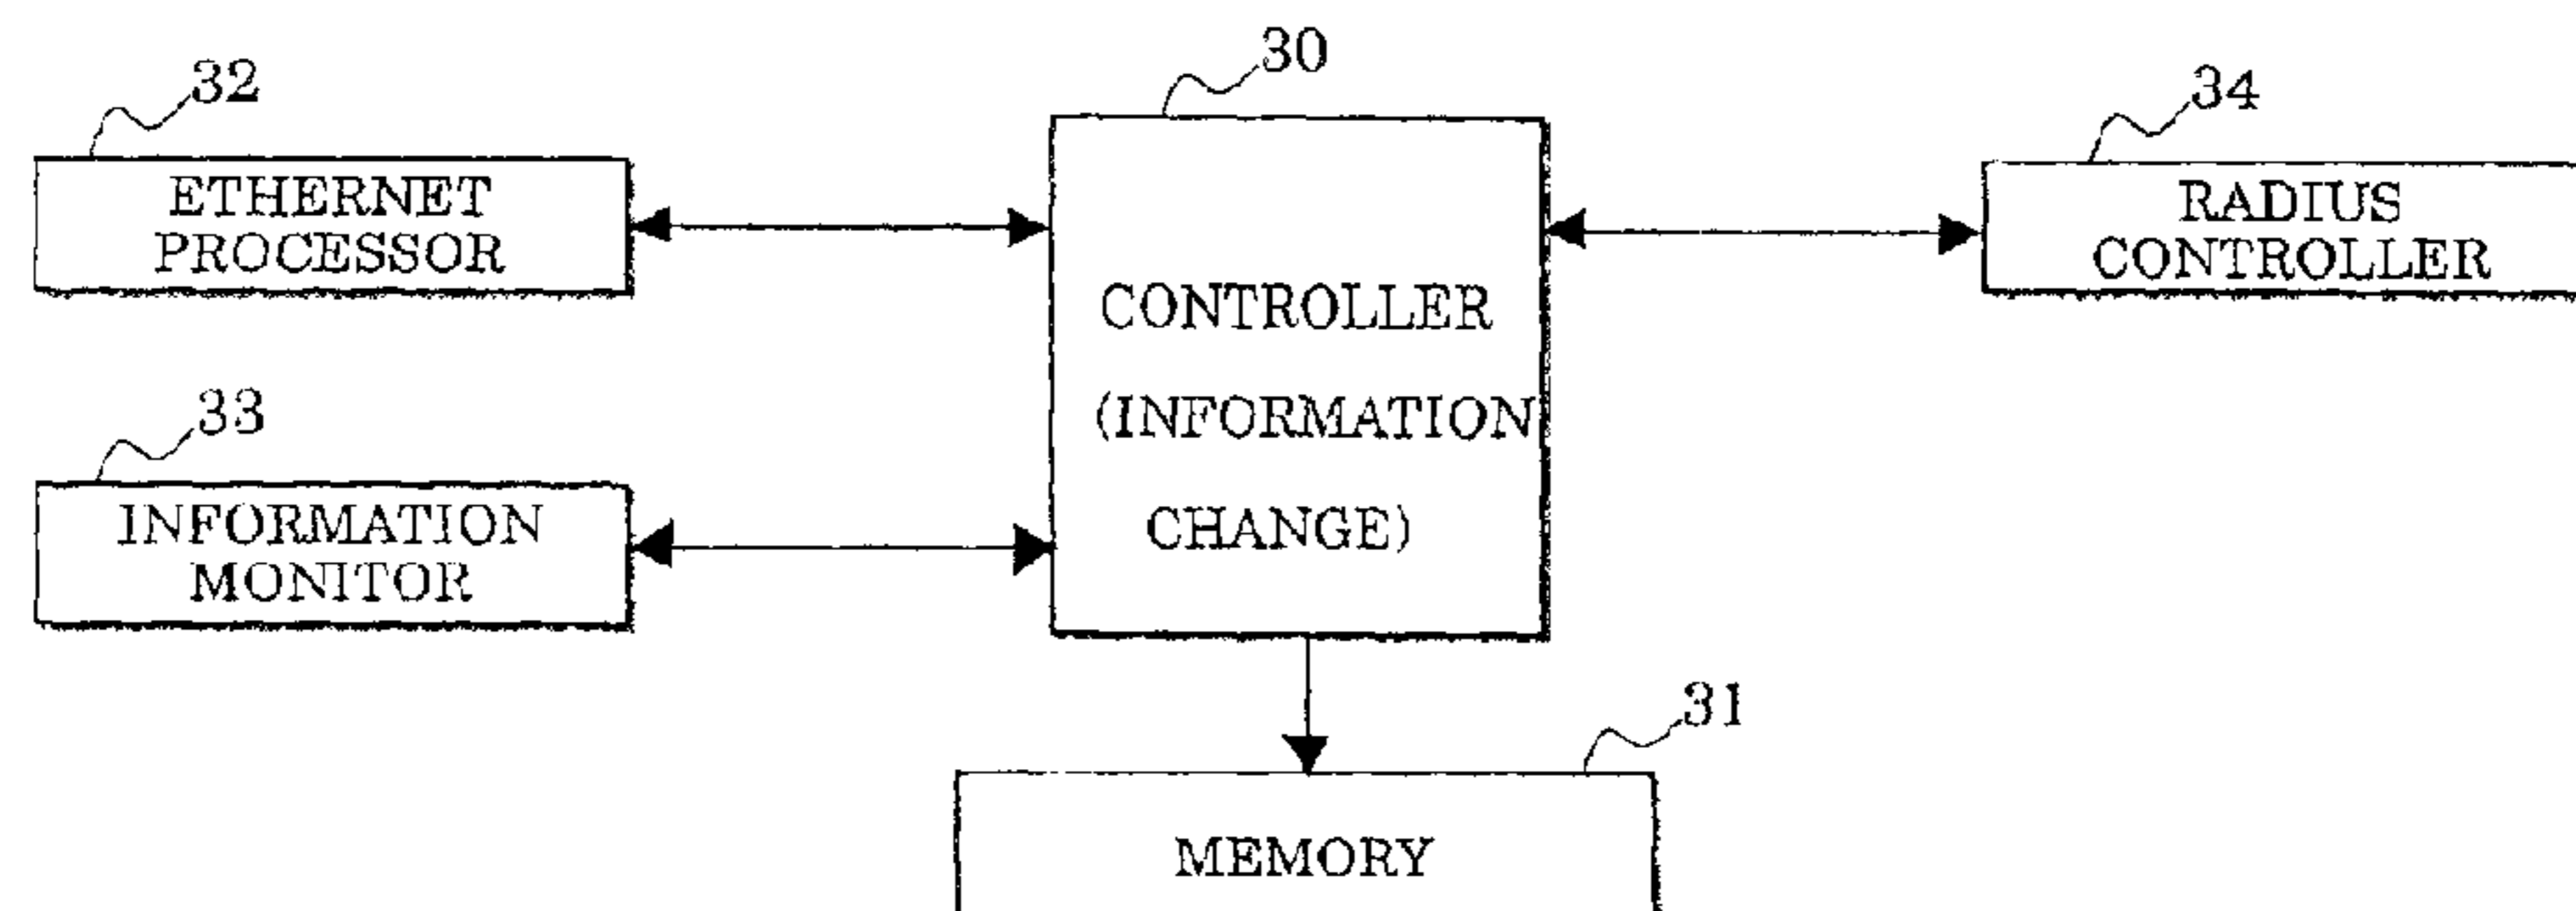 30
32
34
ETHERNET
PROCESSOR
RADIUS
CONTROLLER
CONTROLLER
(INFORMATION
CHANGE)
33
INFORMATION
MONITOR
31
MEMORY